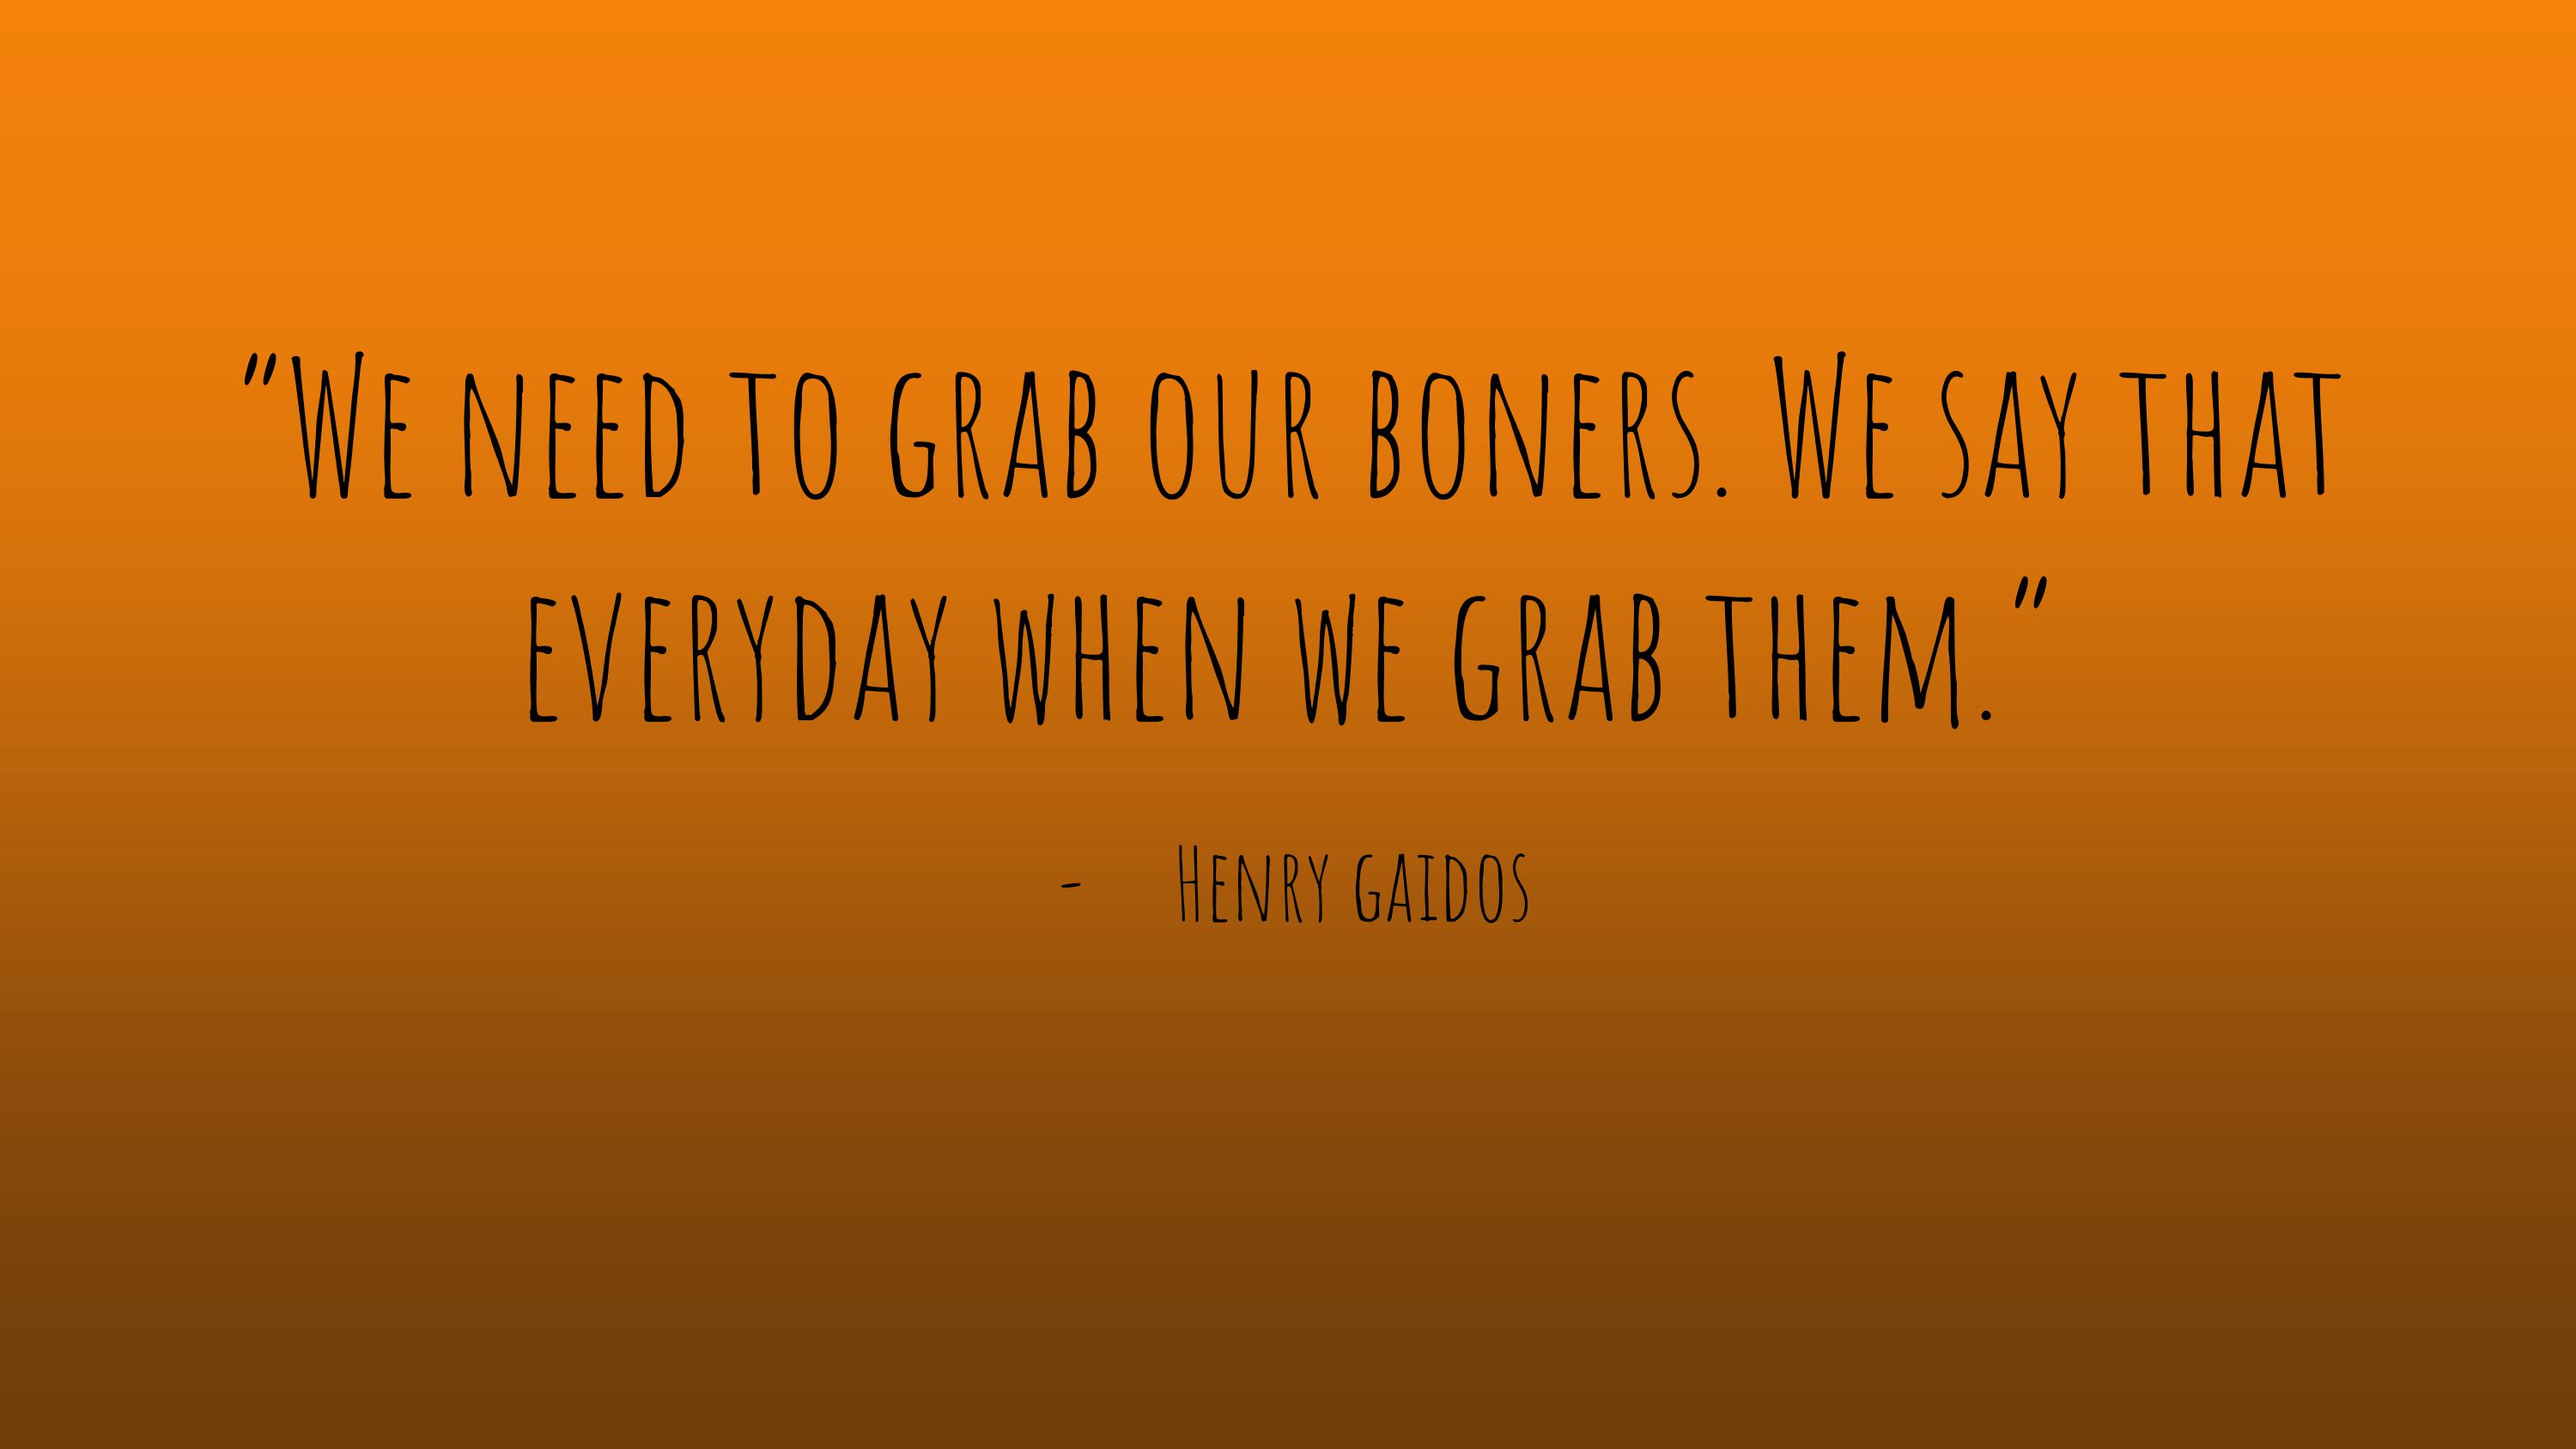 "We need to grab our boners. We say that
everyday when we grab them."
- Henry gaidos